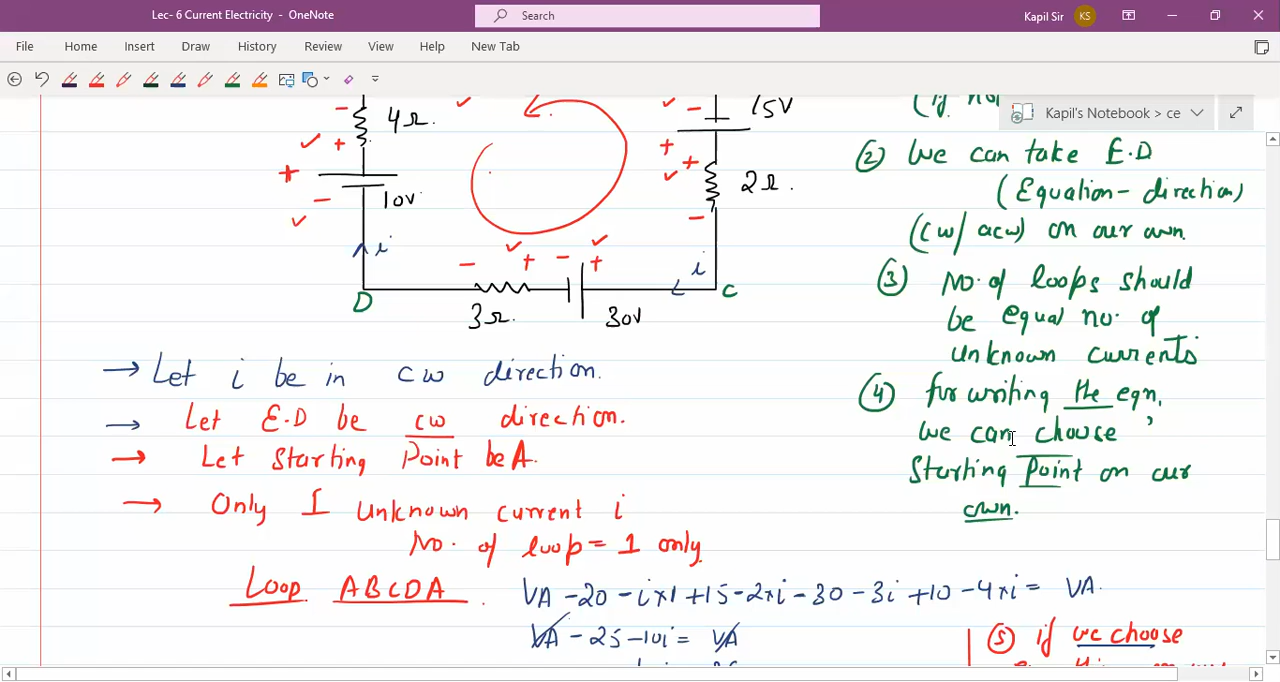 Lec- 6 Current Electricity - OneNote
Search
Kapil Sir
KS
File Home Insert Draw History Review View Help New Tab
Kapil's Notebook > ce
4Ω.
15V
10V
2Ω.
i
i
D
C
3Ω.
30V
(if no
② We can take E.D
(Equation- direction)
(cw/ acw) on our own.
③ No. of loops should
be equal no. of
unknown currents
④ for writing the eqn,
we can choose
Starting Point on our
own.
→ Let i be in cw direction.
→ Let E.D be cw direction.
→ Let Starting Point be A.
→ Only 1 unknown current i
No. of loop = 1 only.
Loop ABCDA.
VA -20 -i×1 +15 -2×i -30 -3i +10 -4×i = VA.
VA - 25 -10i = VA
⑤ if we choose